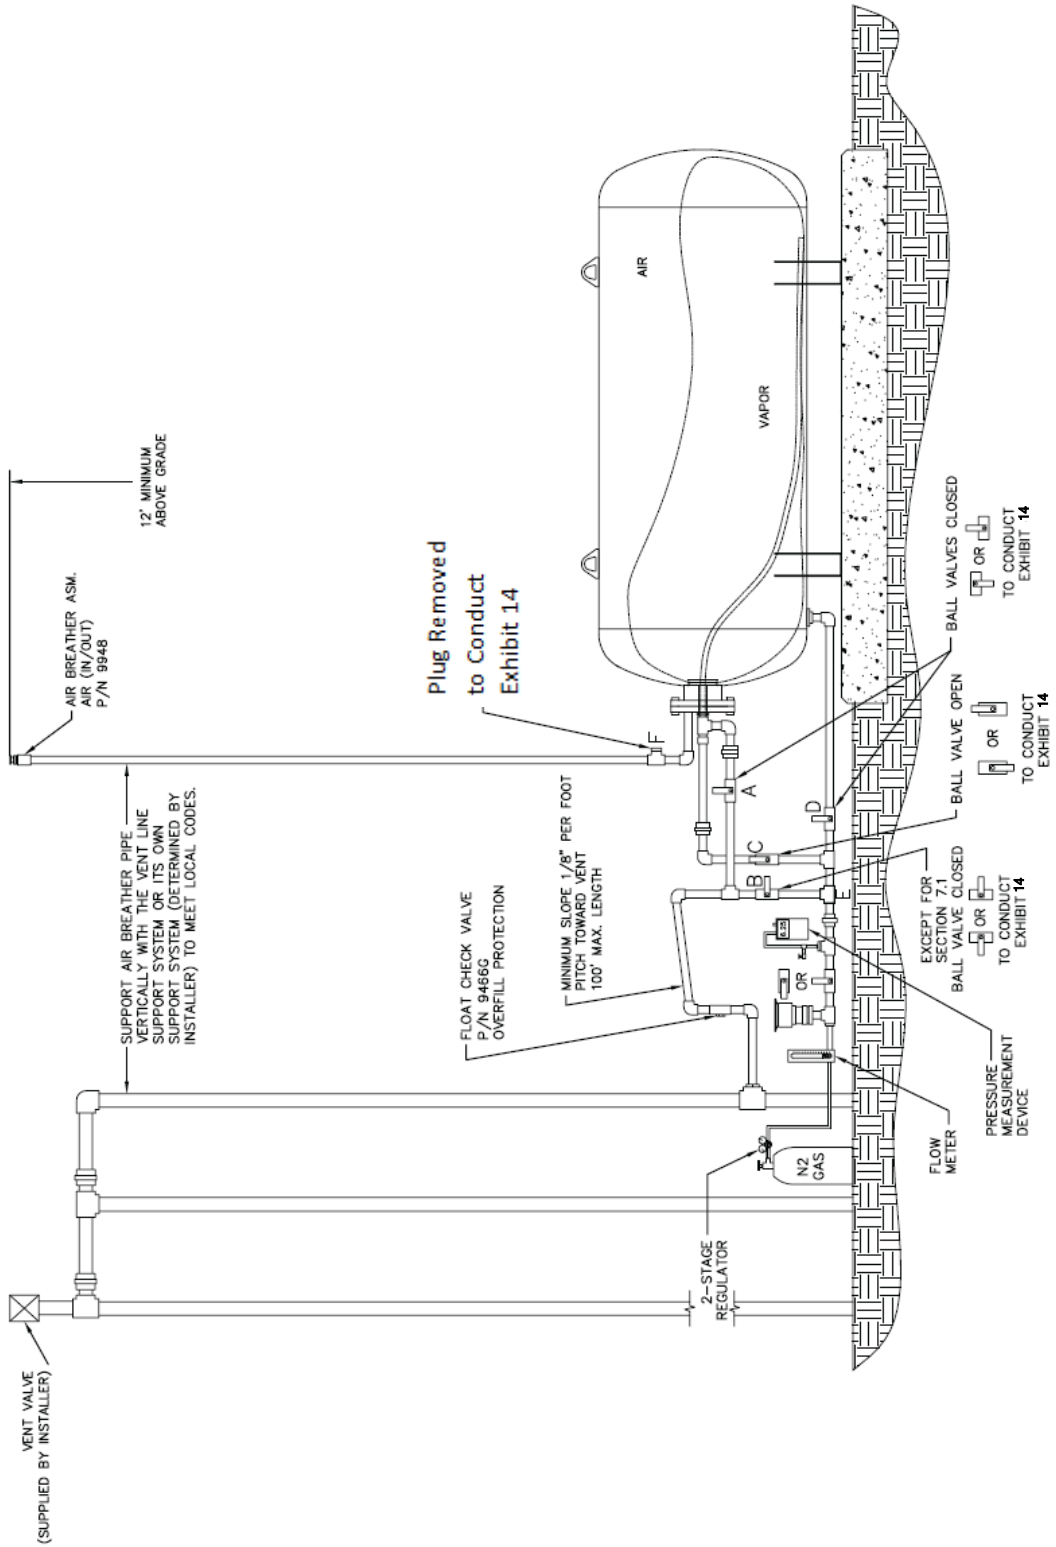 VENT VALVE
(SUPPLIED BY INSTALLER)
AIR BREATHER ASM.
AIR (IN/OUT)
P/N 9948
12' MINIMUM
ABOVE GRADE
SUPPORT AIR BREATHER PIPE
VERTICALLY WITH THE VENT LINE
SUPPORT SYSTEM OR ITS OWN
SUPPORT SYSTEM (DETERMINED BY
INSTALLER) TO MEET LOCAL CODES.
Plug Removed
to Conduct
Exhibit 14
FLOAT CHECK VALVE
P/N 9466G
OVERFILL PROTECTION
MINIMUM SLOPE 1/8" PER FOOT
PITCH TOWARD VENT
100' MAX. LENGTH
F
AIR
VAPOR
2-STAGE
REGULATOR
N2
GAS
OR
6.25
A
B
C
D
E
FLOW
METER
PRESSURE
MEASUREMENT
DEVICE
EXCEPT FOR
SECTION 7.1
BALL VALVE CLOSED
OR
TO CONDUCT
EXHIBIT 14
BALL VALVE OPEN
OR
TO CONDUCT
EXHIBIT 14
BALL VALVES CLOSED
OR
TO CONDUCT
EXHIBIT 14